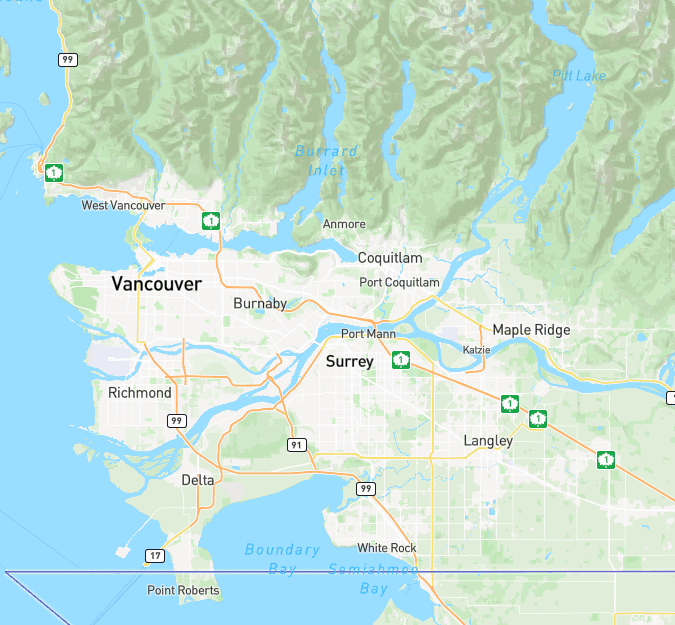 99
Pitt Lake
Burrard
Inlet
1
West Vancouver
1
Anmore
Coquitlam
Vancouver
Port Coquitlam
Burnaby
Port Mann
Maple Ridge
Katzie
Surrey
1
Richmond
1
99
1
Langley
91
1
Delta
99
White Rock
Boundary
Bay
17
Semiahmoo
Bay
Point Roberts